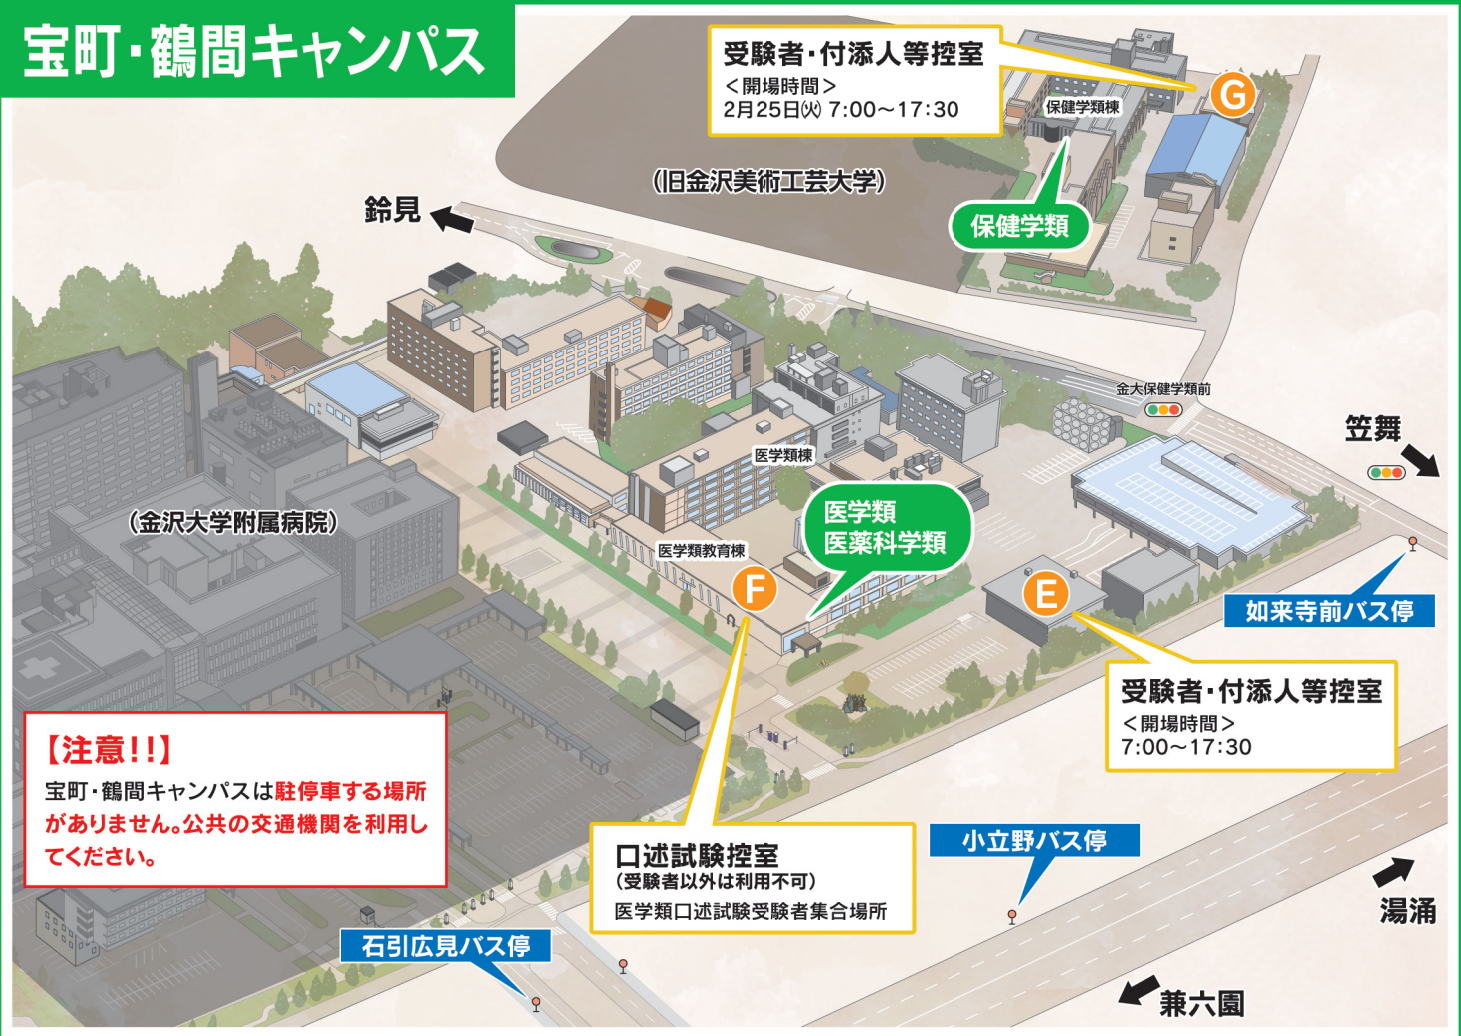 宝町・鶴間キャンパス
受験者・付添人等控室
＜開場時間＞
2月25日㈫ 7:00〜17:30
G
保健学類棟
（旧金沢美術工芸大学）
保健学類
鈴見
金大保健学類前
笠舞
医学類棟
（金沢大学附属病院）
医学類
医薬科学類
医学類教育棟
F
E
如来寺前バス停
受験者・付添人等控室
＜開場時間＞
7:00〜17:30
【注意!!】
宝町・鶴間キャンパスは駐停車する場所
がありません。公共の交通機関を利用し
てください。
口述試験控室
（受験者以外は利用不可）
医学類口述試験受験者集合場所
小立野バス停
湯涌
石引広見バス停
兼六園